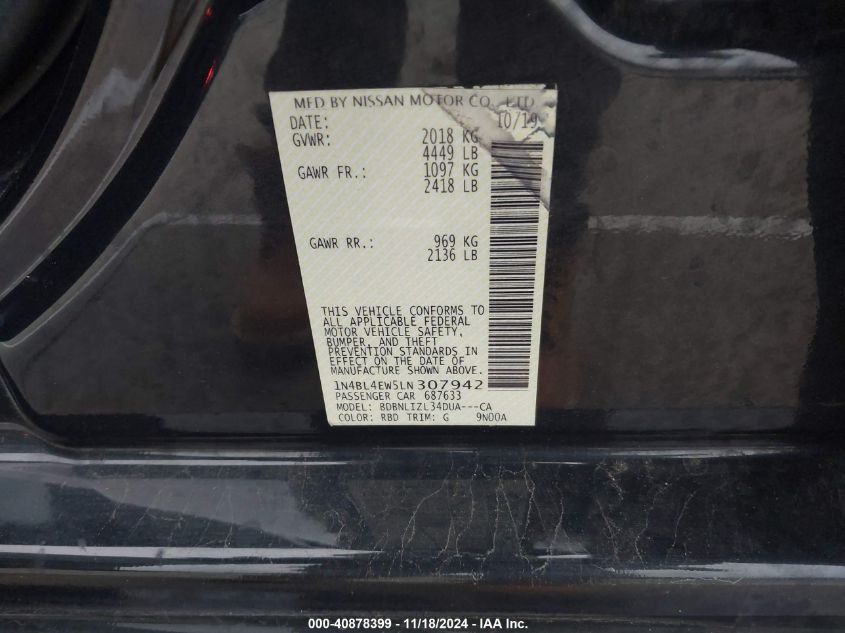 MFD BY NISSAN MOTOR CO., LTD.
DATE: 10/19
GVWR: 2018 KG
4449 LB
GAWR FR.: 1097 KG
2418 LB
GAWR RR.: 969 KG
2136 LB
THIS VEHICLE CONFORMS TO
ALL APPLICABLE FEDERAL
MOTOR VEHICLE SAFETY,
BUMPER, AND THEFT
PREVENTION STANDARDS IN
EFFECT ON THE DATE OF
MANUFACTURE SHOWN ABOVE.
1N4BL4EW5LN307942
PASSENGER CAR 687633
MODEL: BDBNLIZL34DUA---CA
COLOR: RBD TRIM: G 9N00A
000-40878399 - 11/18/2024 - IAA Inc.